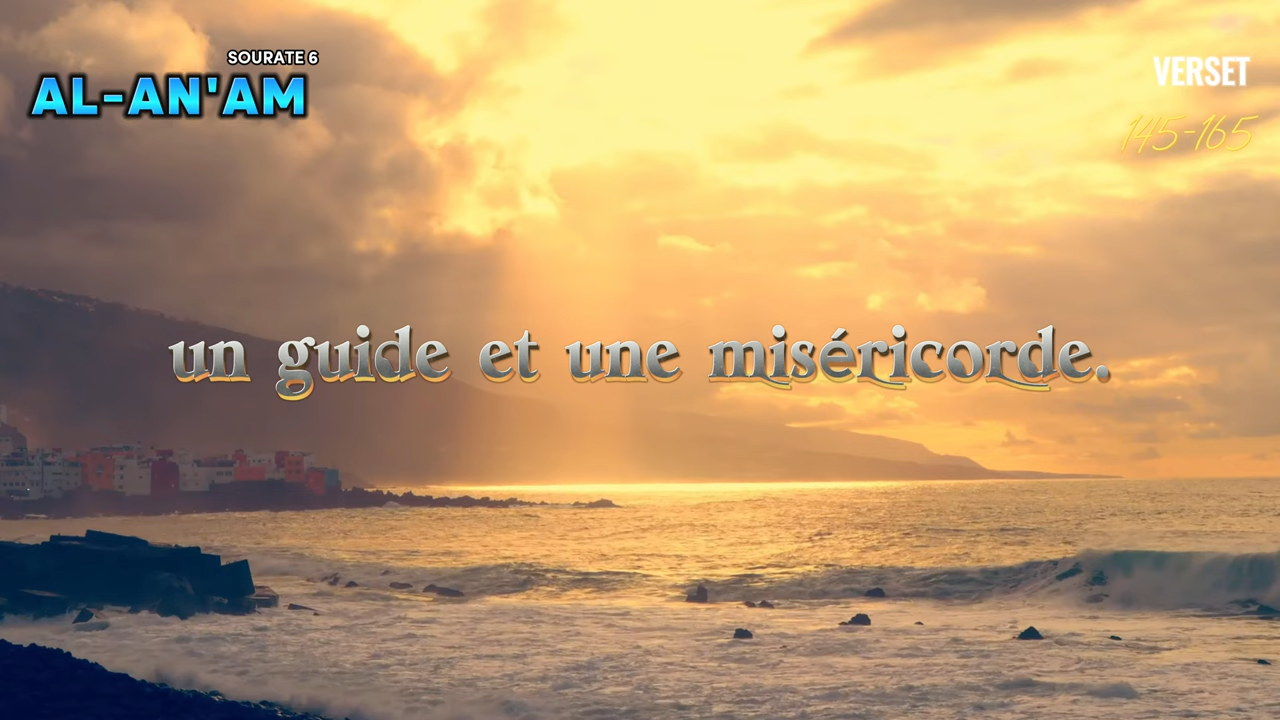 SOURATE 6
AL-AN'AM
VERSET
145-165
un guide et une miséricorde.